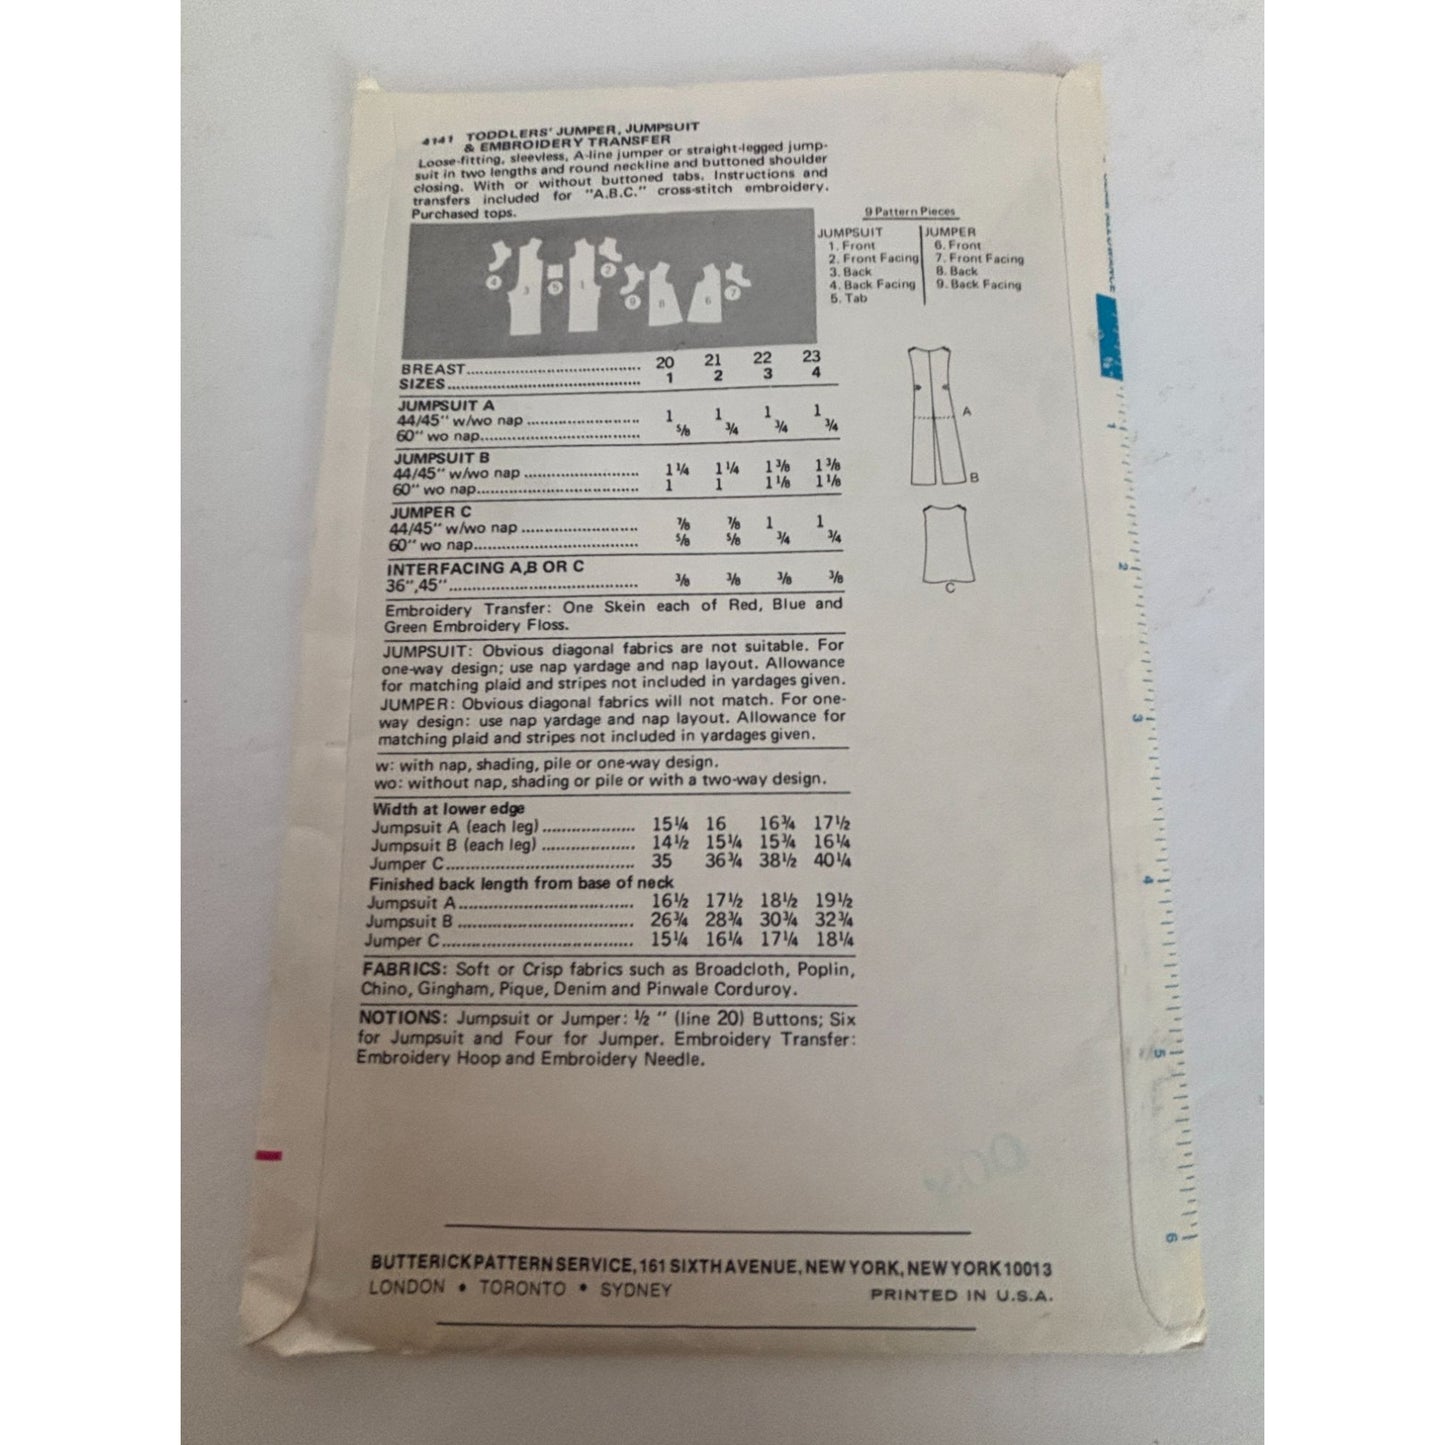 4141 TODDLERS' JUMPER, JUMPSUIT
& EMBROIDERY TRANSFER
Loose-fitting, sleevless, A-line jumper or straight-legged jump-
suit in two lengths and round neckline and buttoned shoulder
closing. With or without buttoned tabs. Instructions and
transfers included for "A.B.C." cross-stitch embroidery.
Purchased tops.
9 Pattern Pieces
JUMPSUIT
1. Front
2. Front Facing
3. Back
4. Back Facing
5. Tab
JUMPER
6. Front
7. Front Facing
8. Back
9. Back Facing
4 3 5 1 2 9 8 6 7
A
B
C
BREAST 20 21 22 23
SIZES 1 2 3 4
JUMPSUIT A
44/45" w/wo nap 1 1 1 1
60" wo nap 5/8 3/4 3/4 3/4
JUMPSUIT B
44/45" w/wo nap 1 1/4 1 1/4 1 3/8 1 3/8
60" wo nap 1 1 1 1/8 1 1/8
JUMPER C
44/45" w/wo nap 7/8 7/8 1 1
60" wo nap 5/8 5/8 3/4 3/4
INTERFACING A,B OR C
36",45" 3/8 3/8 3/8 3/8
Embroidery Transfer: One Skein each of Red, Blue and
Green Embroidery Floss.
JUMPSUIT: Obvious diagonal fabrics are not suitable. For
one-way design; use nap yardage and nap layout. Allowance
for matching plaid and stripes not included in yardages given.
JUMPER: Obvious diagonal fabrics will not match. For one-
way design: use nap yardage and nap layout. Allowance for
matching plaid and stripes not included in yardages given.
w: with nap, shading, pile or one-way design.
wo: without nap, shading or pile or with a two-way design.
Width at lower edge
Jumpsuit A (each leg) 15 1/4 16 16 3/4 17 1/2
Jumpsuit B (each leg) 14 1/2 15 1/4 15 3/4 16 1/4
Jumper C 35 36 3/4 38 1/2 40 1/4
Finished back length from base of neck
Jumpsuit A 16 1/2 17 1/2 18 1/2 19 1/2
Jumpsuit B 26 3/4 28 3/4 30 3/4 32 3/4
Jumper C 15 1/4 16 1/4 17 1/4 18 1/4
FABRICS: Soft or Crisp fabrics such as Broadcloth, Poplin,
Chino, Gingham, Pique, Denim and Pinwale Corduroy.
NOTIONS: Jumpsuit or Jumper: 1/2 " (line 20) Buttons; Six
for Jumpsuit and Four for Jumper. Embroidery Transfer:
Embroidery Hoop and Embroidery Needle.
1
2
3
4
5
6
BUTTERICK PATTERN SERVICE, 161 SIXTH AVENUE, NEW YORK, NEW YORK 10013
LONDON • TORONTO • SYDNEY
PRINTED IN U.S.A.